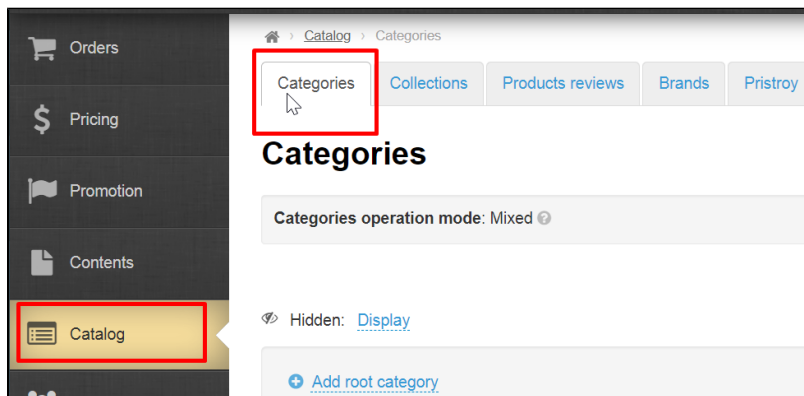 Orders
Pricing
Promotion
Contents
Catalog
Catalog › Categories
Categories Collections Products reviews Brands Pristroy
Categories
Categories operation mode: Mixed ?
Hidden: Display
Add root category